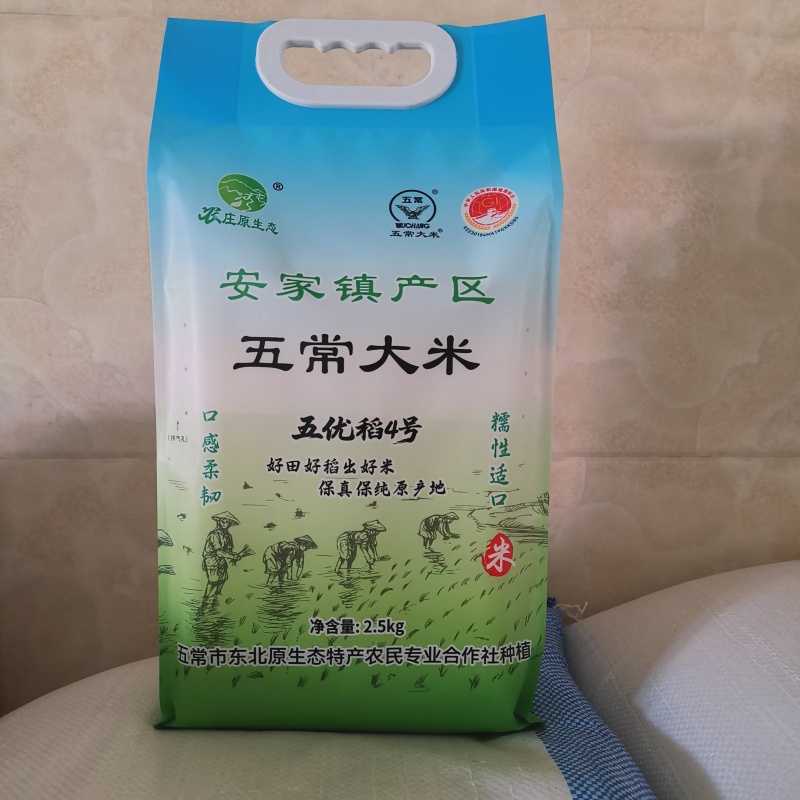 农庄原生态
®
五常
®
WUCHANG
五常大米®
GI
安家镇产区
五常大米
五优稻4号
好田好稻出好米
保真保纯原产地
口感柔韧
糯性适口
米
净含量: 2.5kg
五常市东北原生态特产农民专业合作社种植